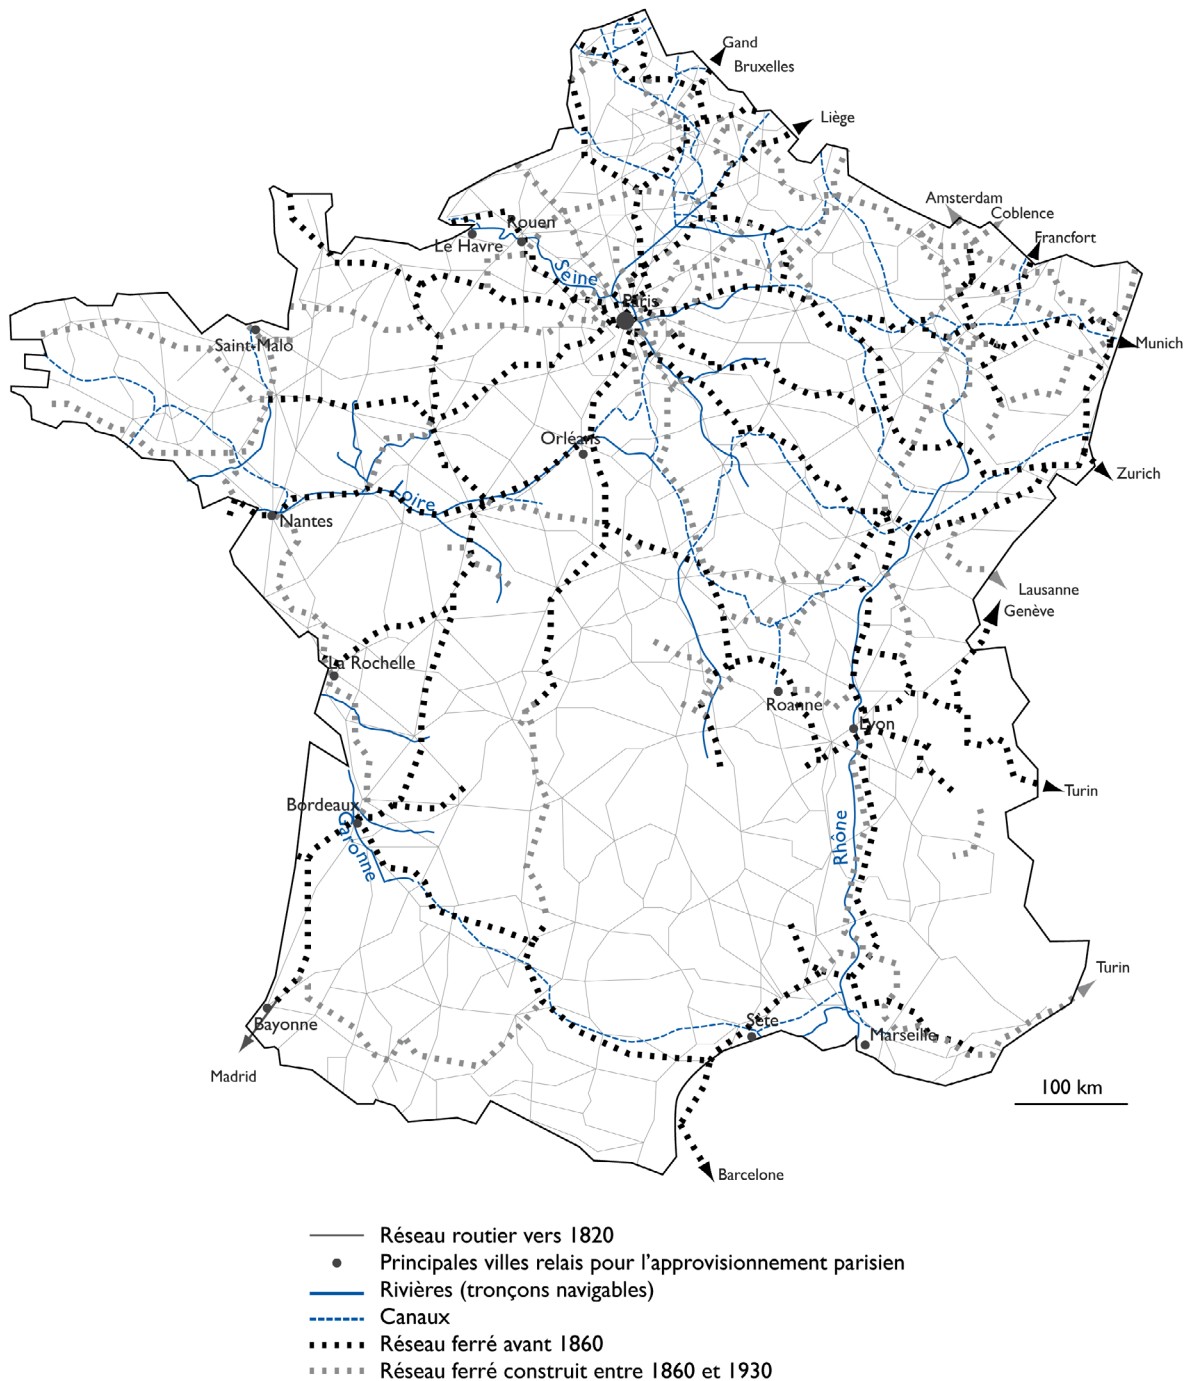 Gand
Bruxelles
Liège
Amsterdam
Coblence
Rouen
Le Havre
Francfort
Seine
Paris
Saint-Malo
Munich
Orléans
Zurich
Loire
Nantes
Lausanne
Genève
La Rochelle
Roanne
Lyon
Turin
Bordeaux
Garonne
Rhône
Turin
Bayonne
Sète
Marseille
Madrid
100 km
Barcelone
Réseau routier vers 1820
Principales villes relais pour l'approvisionnement parisien
Rivières (tronçons navigables)
Canaux
Réseau ferré avant 1860
Réseau ferré construit entre 1860 et 1930